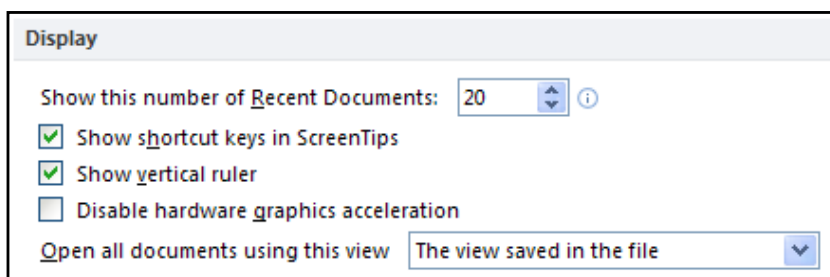 Display
Show this number of Recent Documents: 20
Show shortcut keys in ScreenTips
Show vertical ruler
Disable hardware graphics acceleration
Open all documents using this view The view saved in the file